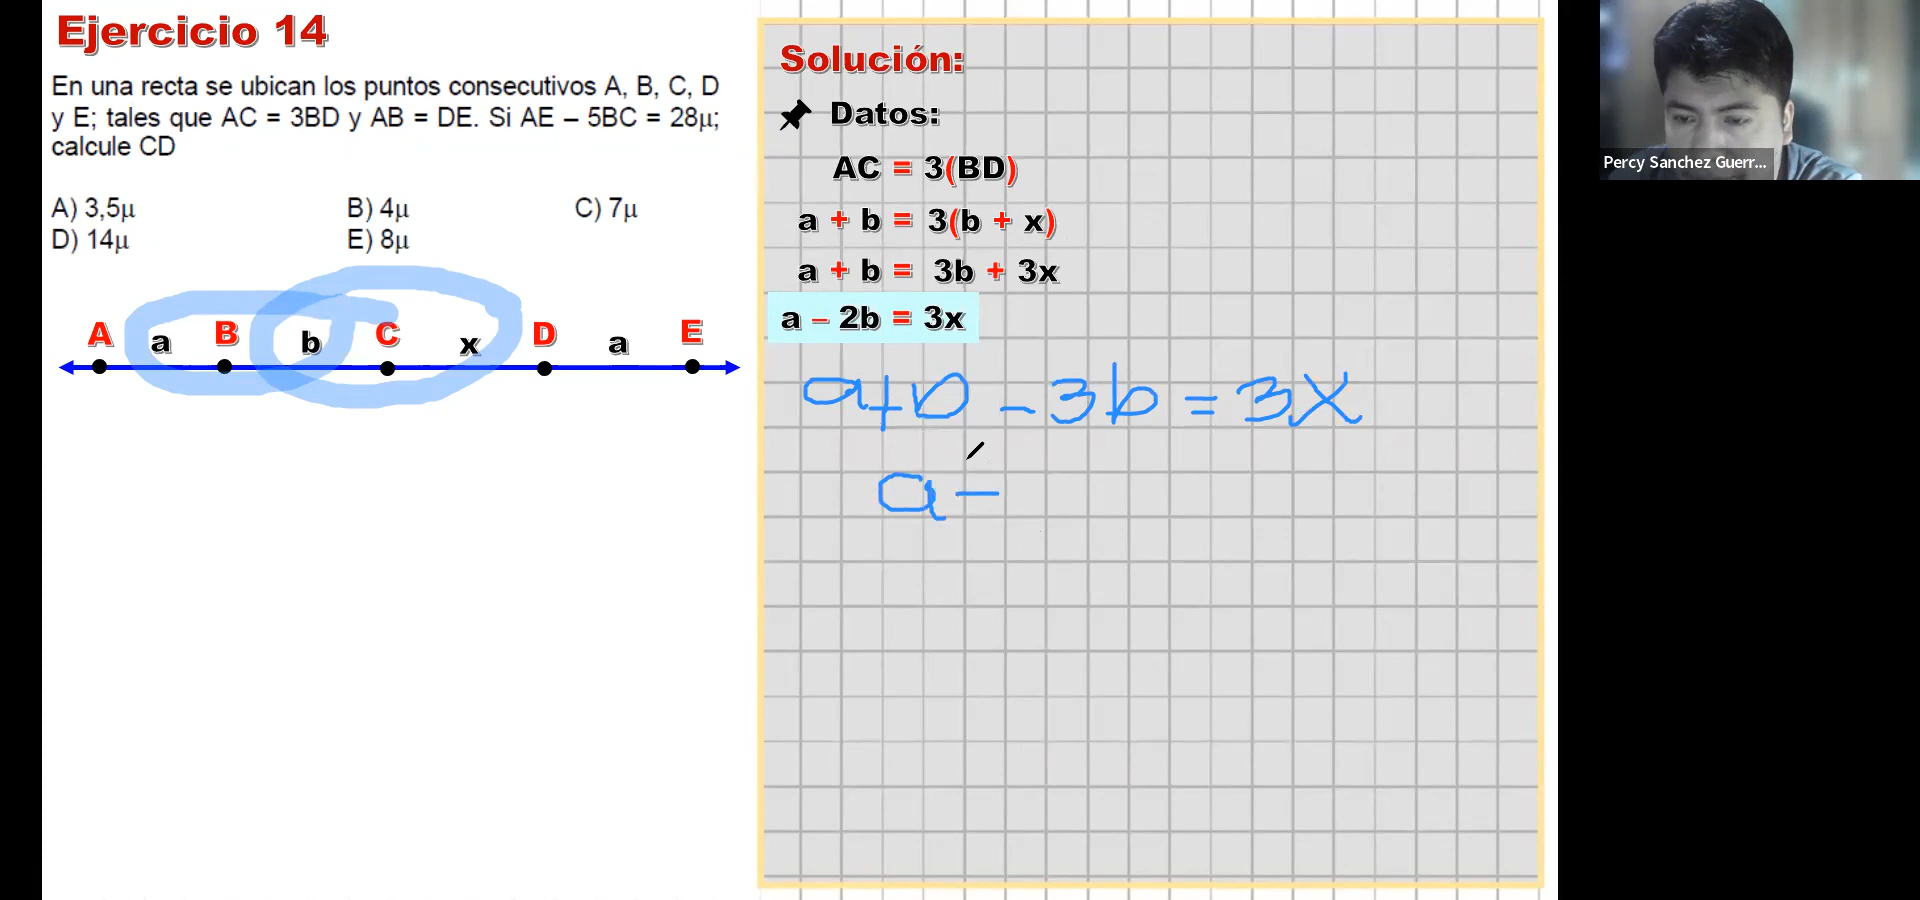 Ejercicio 14
En una recta se ubican los puntos consecutivos A, B, C, D
y E; tales que AC = 3BD y AB = DE. Si AE – 5BC = 28μ;
calcule CD
A) 3,5μ B) 4μ C) 7μ
D) 14μ E) 8μ
A a B b C x D a E
Solución:
Datos:
AC = 3(BD)
a + b = 3(b + x)
a + b = 3b + 3x
a – 2b = 3x
a+b – 3b = 3x
a –
Percy Sanchez Guerr...